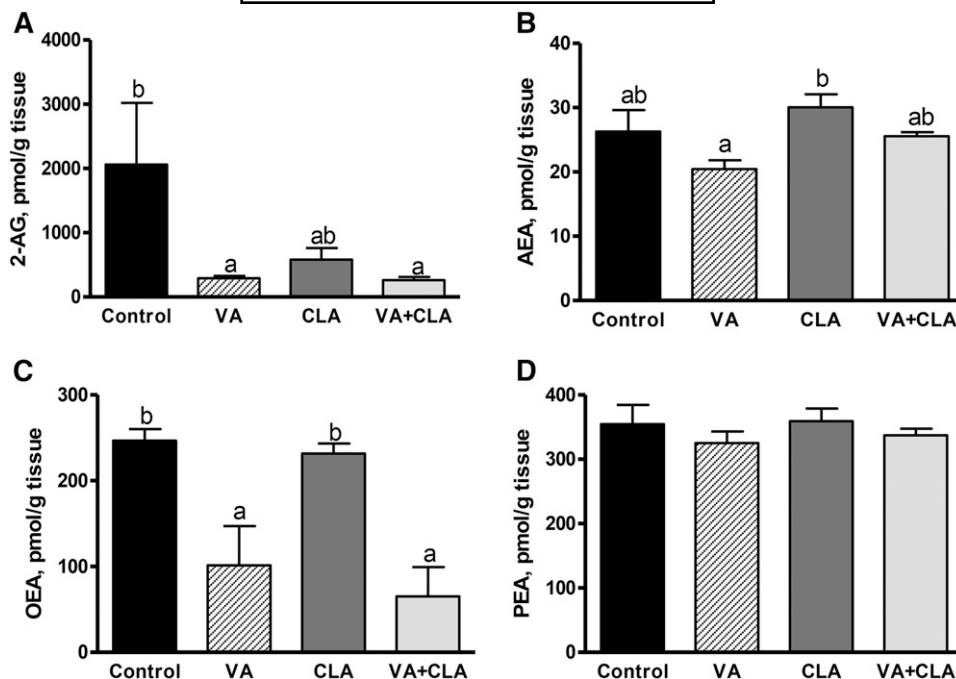 A
2-AG, pmol/g tissue
4000
3000
2000
1000
0
b
a
ab
a
Control VA CLA VA+CLA
B
AEA, pmol/g tissue
40
30
20
10
0
ab
a
b
ab
Control VA CLA VA+CLA
C
OEA, pmol/g tissue
300
200
100
0
b
a
b
a
Control VA CLA VA+CLA
D
PEA, pmol/g tissue
400
300
200
100
0
Control VA CLA VA+CLA